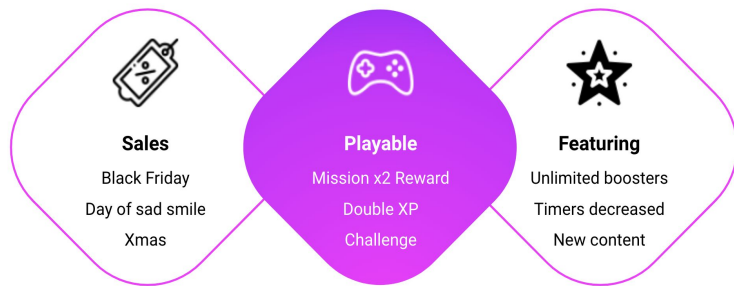 Sales
Black Friday
Day of sad smile
Xmas
Playable
Mission x2 Reward
Double XP
Challenge
Featuring
Unlimited boosters
Timers decreased
New content